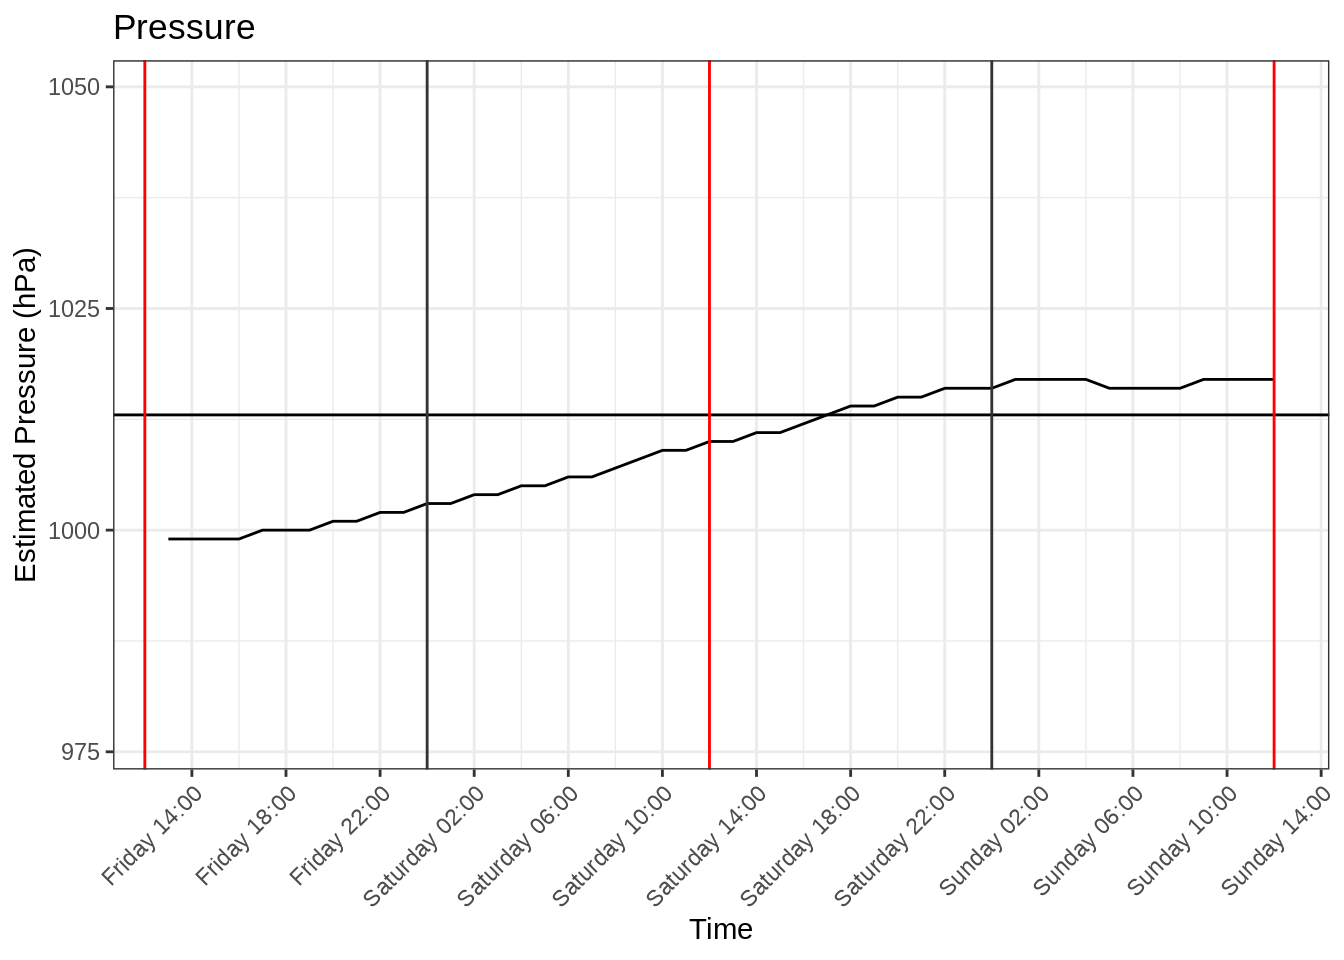 Pressure
Estimated Pressure (hPa)
1050
1025
1000
975
Friday 14:00
Friday 18:00
Friday 22:00
Saturday 02:00
Saturday 06:00
Saturday 10:00
Saturday 14:00
Saturday 18:00
Saturday 22:00
Sunday 02:00
Sunday 06:00
Sunday 10:00
Sunday 14:00
Time